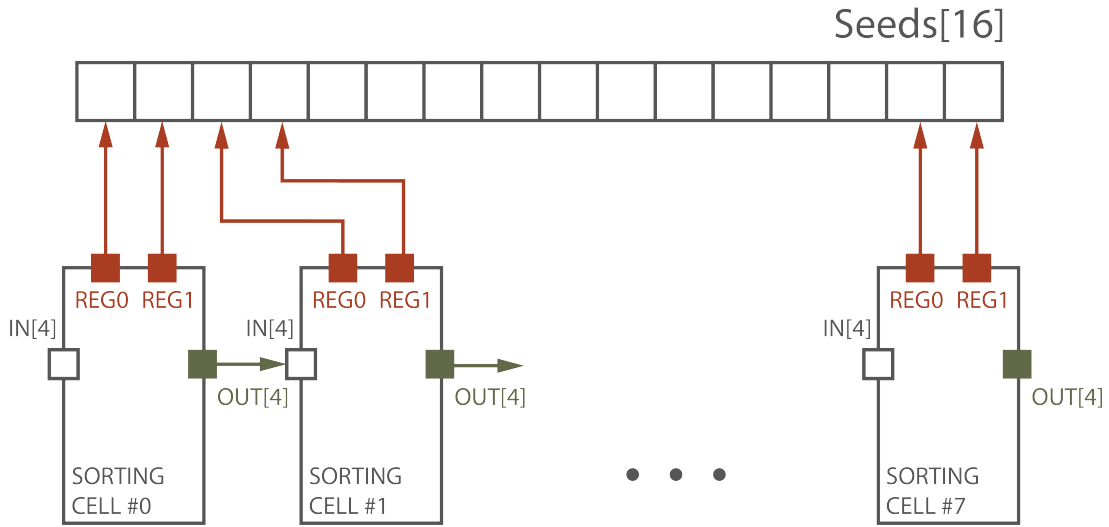 Seeds[16]
REG0 REG1
REG0 REG1
REG0 REG1
IN[4]
IN[4]
IN[4]
OUT[4]
OUT[4]
OUT[4]
SORTING
CELL #0
SORTING
CELL #1
SORTING
CELL #7